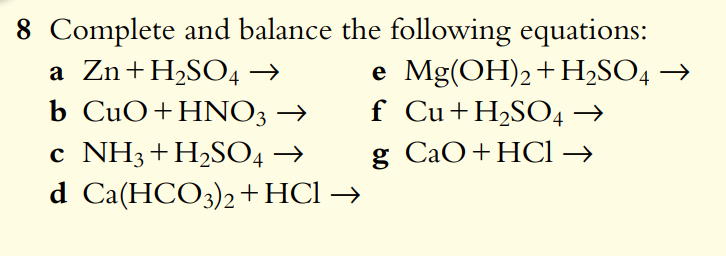 8 Complete and balance the following equations:
a Zn + H₂SO₄ →
b CuO + HNO₃ →
c NH₃ + H₂SO₄ →
d Ca(HCO₃)₂ + HCl →
e Mg(OH)₂ + H₂SO₄ →
f Cu + H₂SO₄ →
g CaO + HCl →